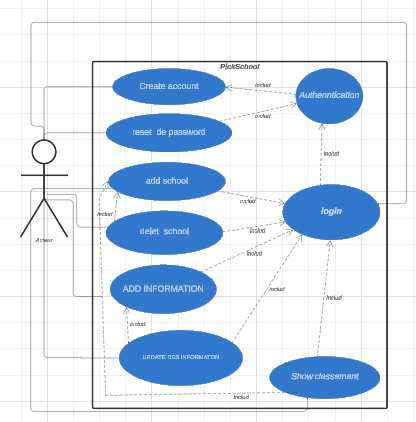 PickSchool
Create account
includ
Authenntication
includ
reset de password
includ
add school
includ
includ
login
delet school
includ
includ
ADD INFORMATION
includ
includ
includ
UPDATE DES INFORMATION
Show classement
includ
Acteur